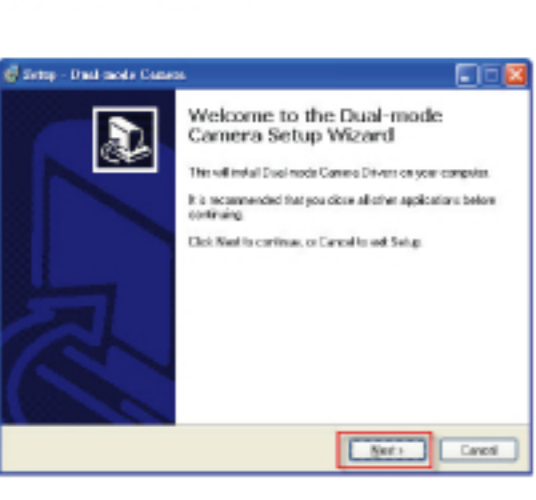 Setup - Dual-mode Camera
Welcome to the Dual-mode
Camera Setup Wizard
This will install Dual-mode Camera Drivers on your computer.
It is recommended that you close all other applications before
continuing.
Click Next to continue, or Cancel to exit Setup.
Next >
Cancel